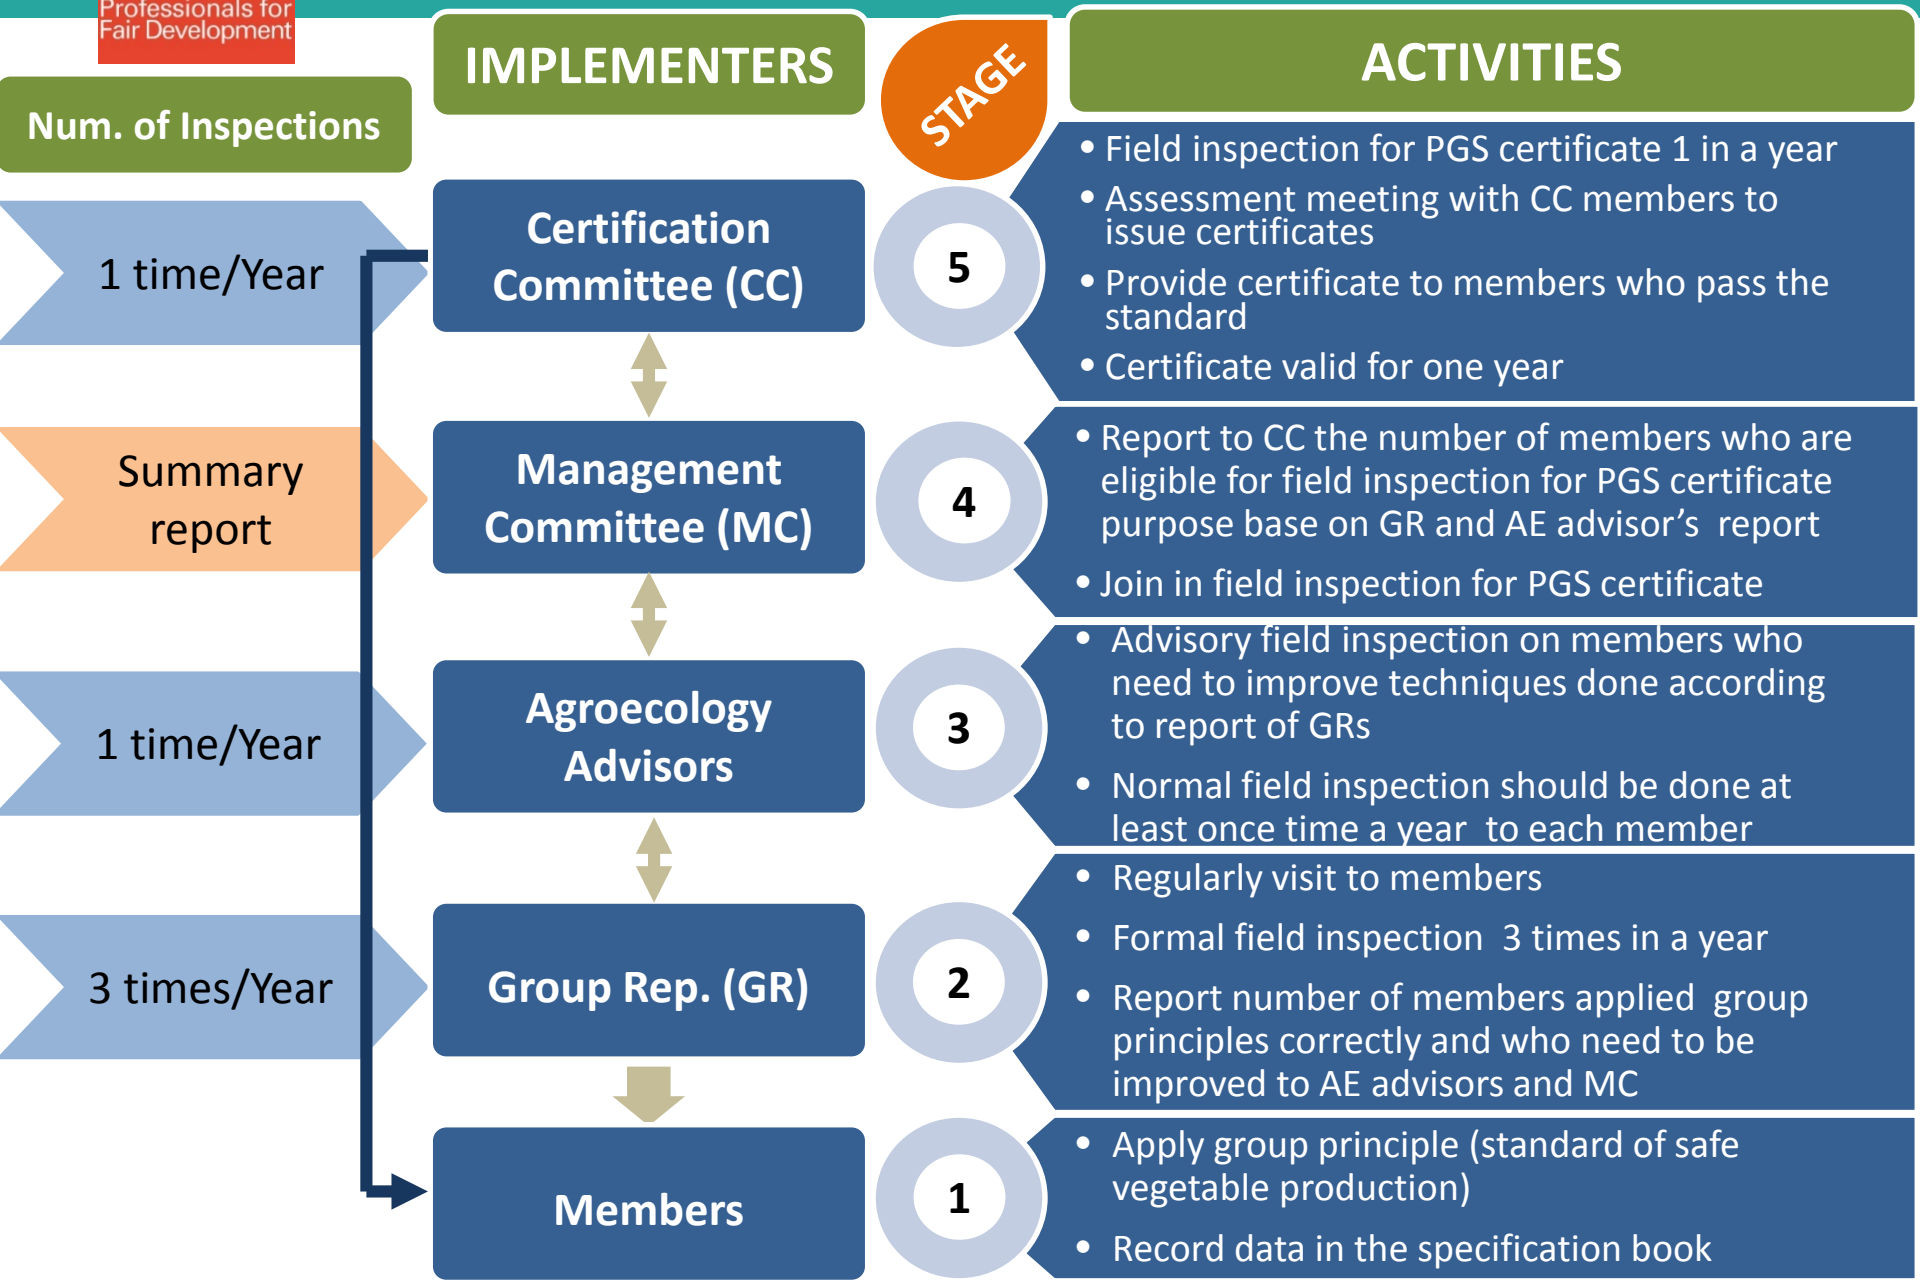 Professionals for
Fair Development
IMPLEMENTERS
STAGE
ACTIVITIES
Num. of Inspections
1 time/Year
Certification
Committee (CC)
5
• Field inspection for PGS certificate 1 in a year
• Assessment meeting with CC members to
issue certificates
• Provide certificate to members who pass the
standard
• Certificate valid for one year
Summary
report
Management
Committee (MC)
4
• Report to CC the number of members who are
eligible for field inspection for PGS certificate
purpose base on GR and AE advisor’s report
• Join in field inspection for PGS certificate
1 time/Year
Agroecology
Advisors
3
• Advisory field inspection on members who
need to improve techniques done according
to report of GRs
• Normal field inspection should be done at
least once time a year to each member
3 times/Year
Group Rep. (GR)
2
• Regularly visit to members
• Formal field inspection 3 times in a year
• Report number of members applied group
principles correctly and who need to be
improved to AE advisors and MC
Members
1
• Apply group principle (standard of safe
vegetable production)
• Record data in the specification book